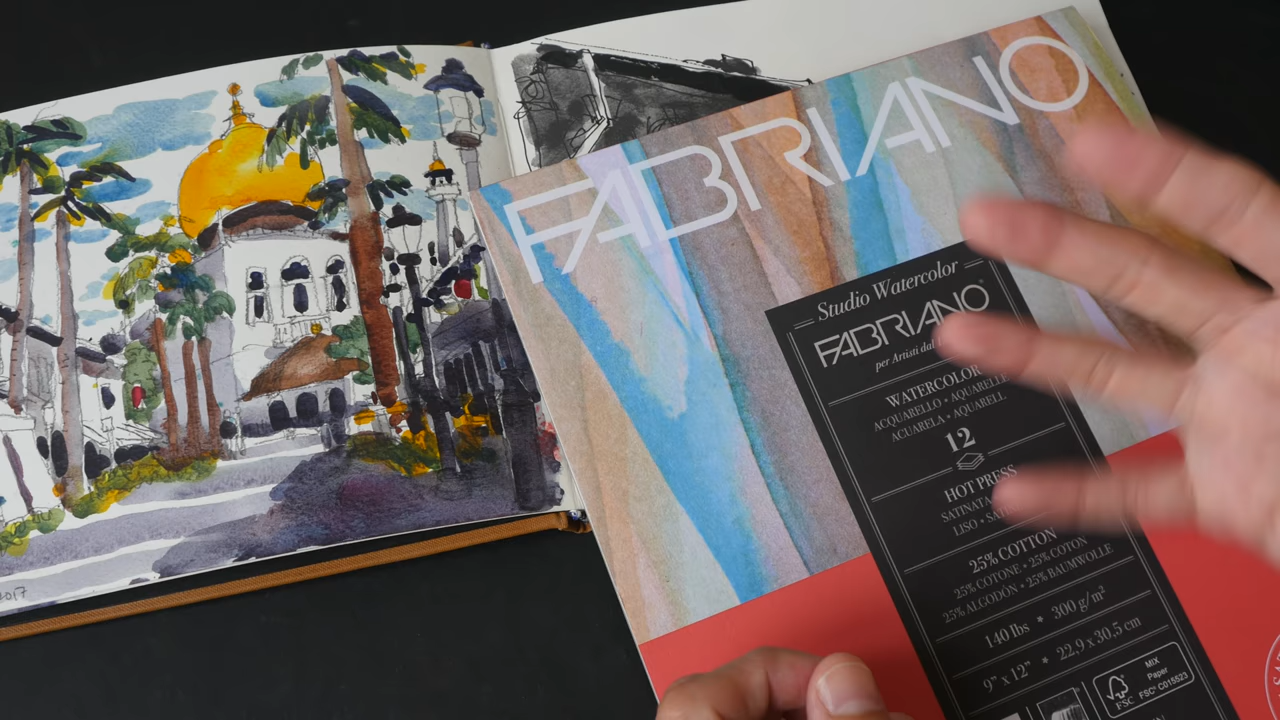 FABRIANO
Studio Watercolor
FABRIANO®
per Artisti dal
WATERCOLOR
ACQUARELLO • AQUARELLE
ACUARELA • AQUARELL
12
HOT PRESS
SATINATA
LISO •
25% COTTON
25% COTONE • 25% COTON
25% ALGODÓN • 25% BAUMWOLLE
140 lbs * 300 g/m²
9" x 12" * 22,9 x 30,5 cm
FSC
MIX
Paper
FSC® C015523
2017